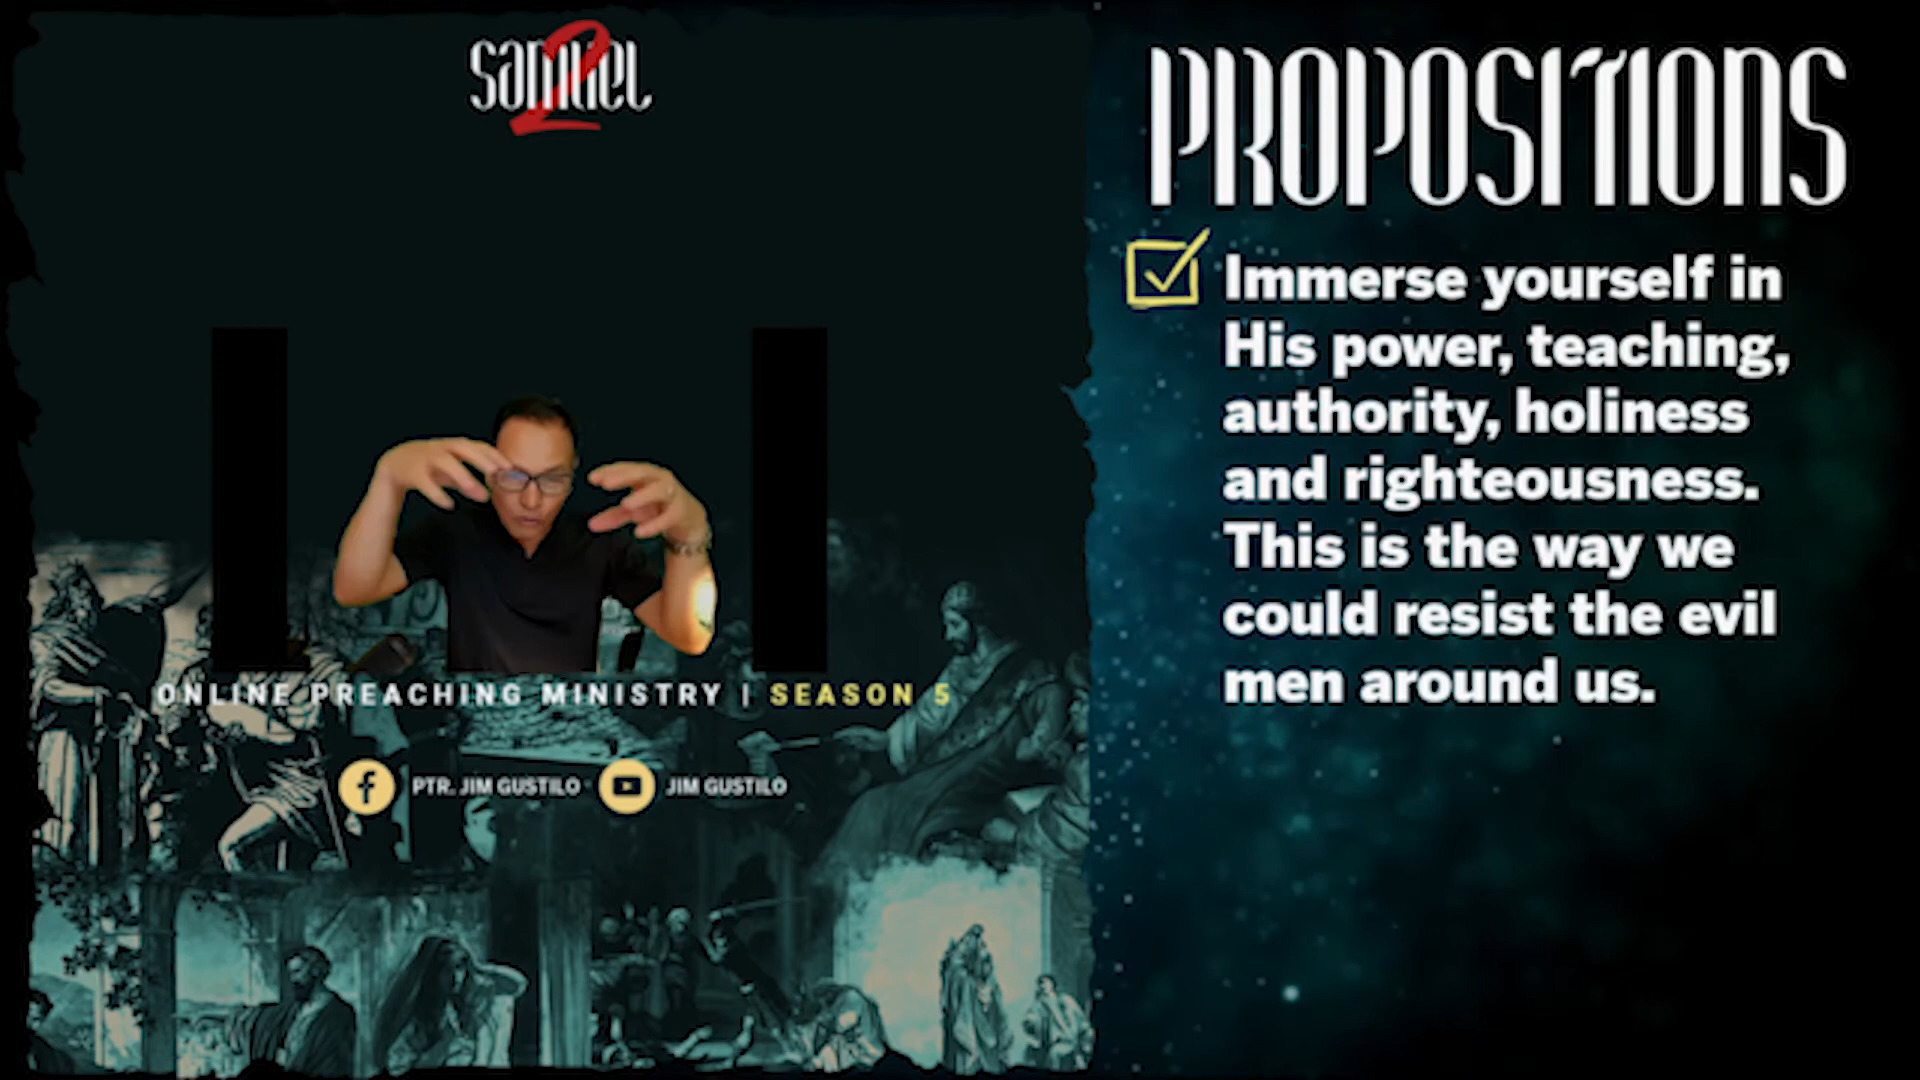 Samuel
2
ONLINE PREACHING MINISTRY | SEASON 5
PTR. JIM GUSTILO
JIM GUSTILO
PROPOSITIONS
Immerse yourself in
His power, teaching,
authority, holiness
and righteousness.
This is the way we
could resist the evil
men around us.